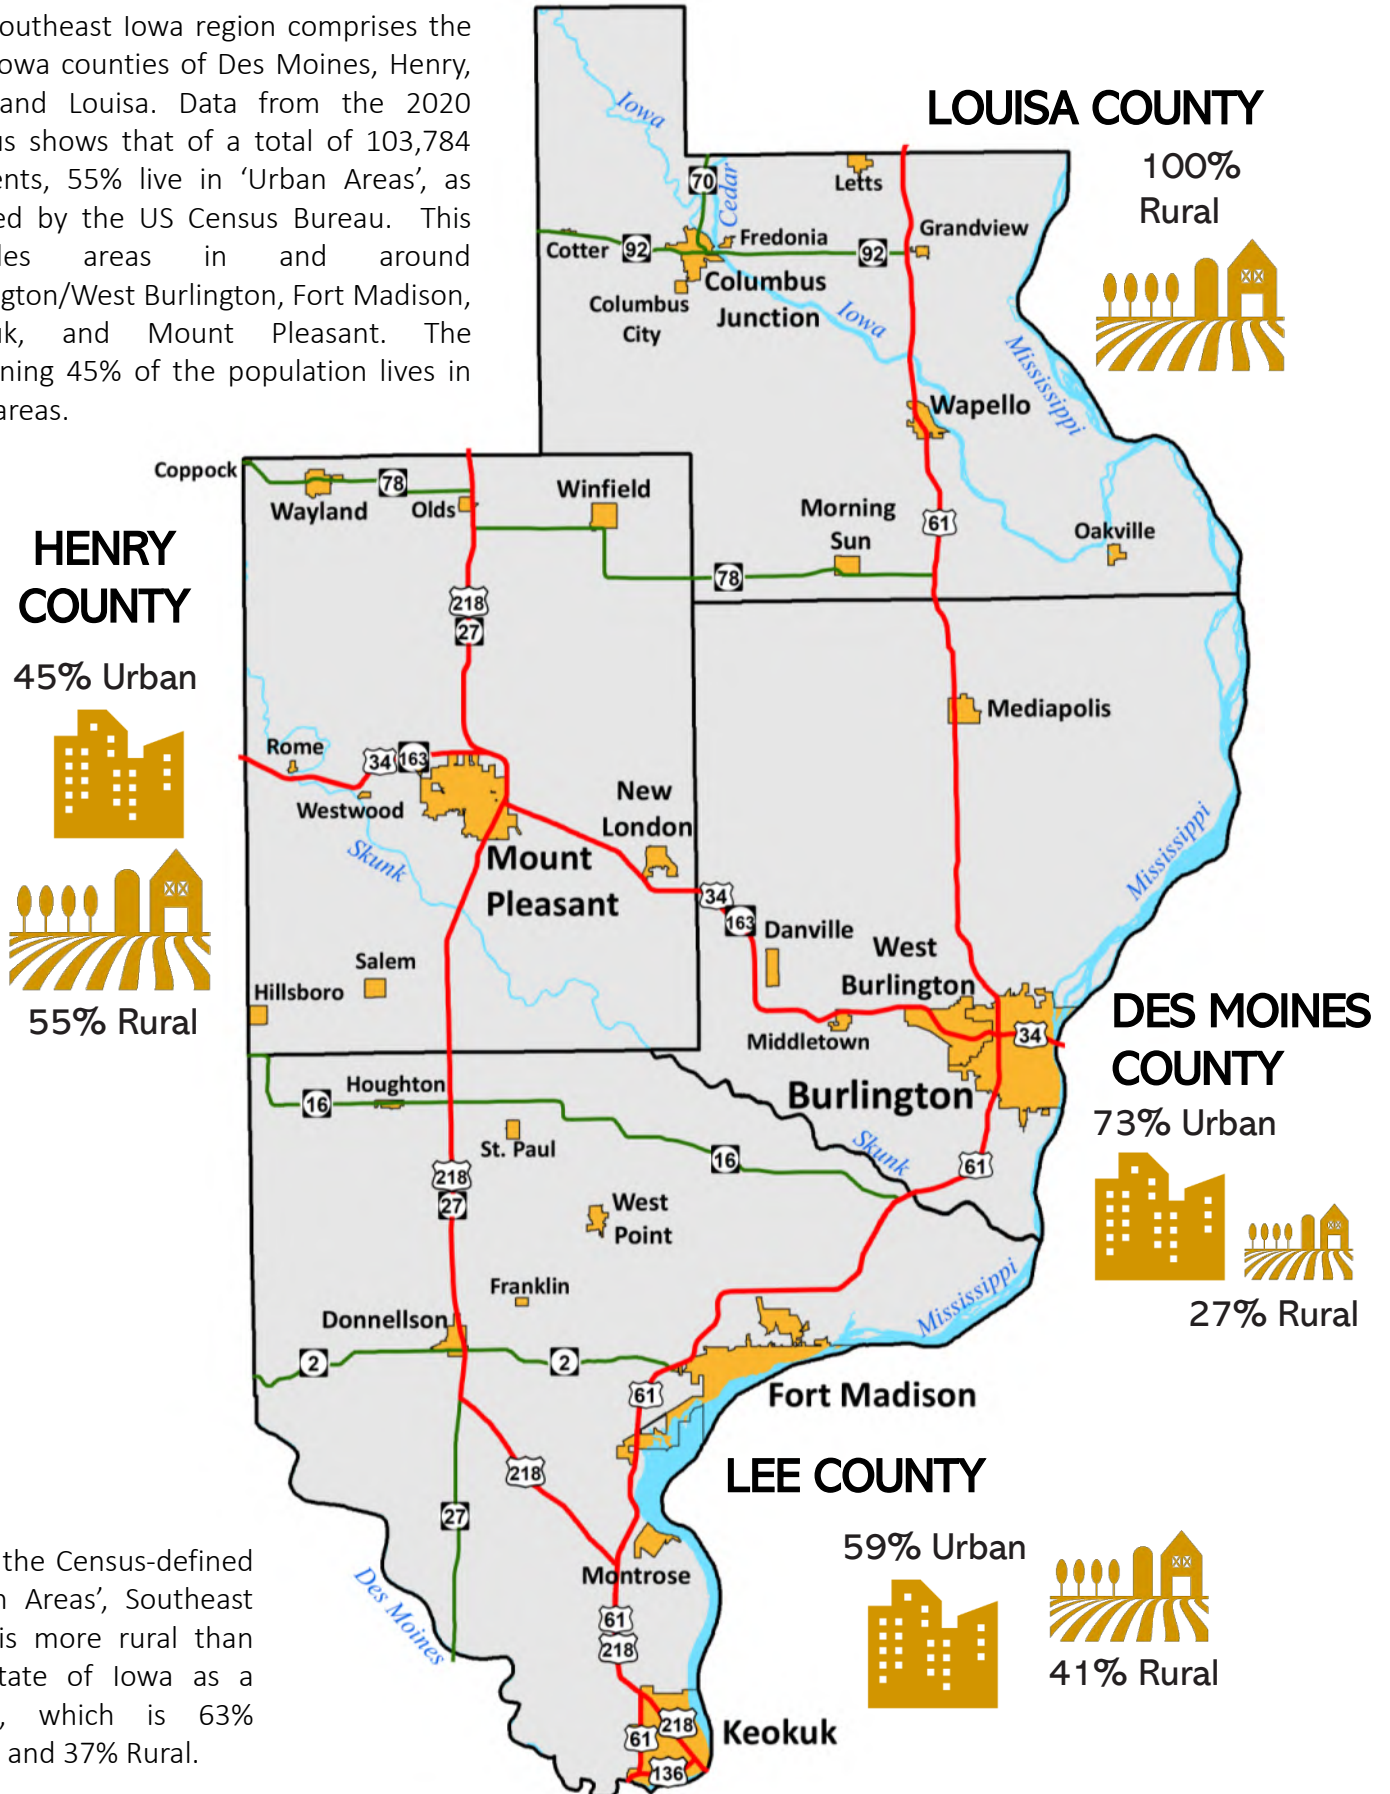 outheast Iowa region comprises the
owa counties of Des Moines, Henry,
and Louisa. Data from the 2020
us shows that of a total of 103,784
ents, 55% live in ‘Urban Areas’, as
ed by the US Census Bureau. This
des areas in and around
gton/West Burlington, Fort Madison,
uk, and Mount Pleasant. The
ning 45% of the population lives in
areas.
LOUISA COUNTY
100%
Rural
Iowa
70
Cedar
Letts
Cotter
92
Fredonia
92
Grandview
Columbus
Junction
Columbus
City
Iowa
Mississippi
Wapello
Coppock
Wayland
78
Olds
Winfield
Morning
Sun
61
Oakville
78
HENRY
COUNTY
45% Urban
55% Rural
218
27
Mediapolis
Rome
34
163
Westwood
New
London
Mount
Pleasant
Skunk
34
163
Danville
West
Burlington
Mississippi
Salem
Hillsboro
Middletown
34
Burlington
DES MOINES
COUNTY
73% Urban
27% Rural
Houghton
16
St. Paul
16
Skunk
61
218
27
West
Point
Franklin
Donnellson
2
2
Mississippi
61
Fort Madison
LEE COUNTY
59% Urban
41% Rural
218
27
Montrose
Des Moines
61
218
218
61
136
Keokuk
the Census-defined
n Areas’, Southeast
is more rural than
tate of Iowa as a
, which is 63%
and 37% Rural.